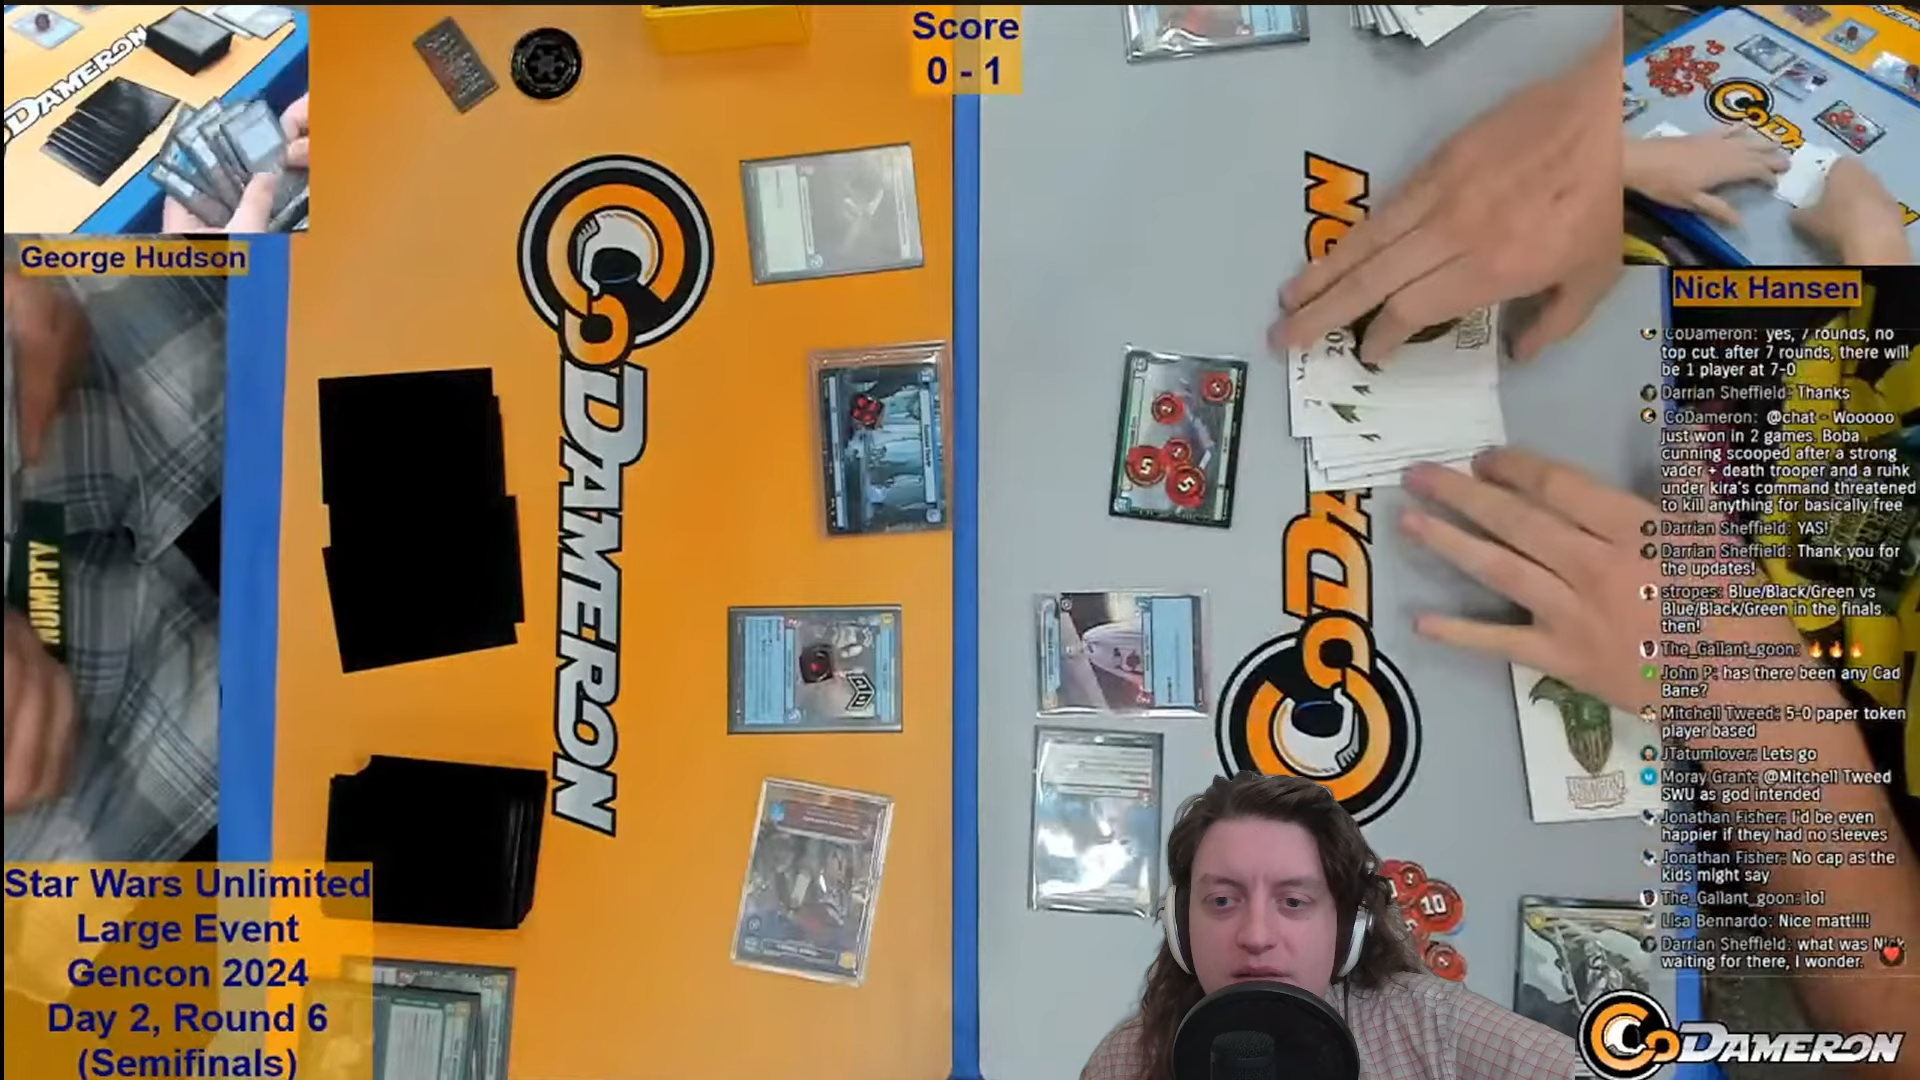 Score
0 - 1
George Hudson
Nick Hansen
DAMERON
CODAMERON
NUMPTY
20
5
5
10
CoDameron: yes, 7 rounds, no
top cut. after 7 rounds, there will
be 1 player at 7-0
Darrian Sheffield: Thanks
CoDameron: @chat - Wooooo
just won in 2 games. Boba
cunning scooped after a strong
vader + death trooper and a ruhk
under kira's command threatened
to kill anything for basically free
Darrian Sheffield: YAS!
Darrian Sheffield: Thank you for
the updates!
stropes: Blue/Black/Green vs
Blue/Black/Green in the finals
then!
The_Gallant_goon: 🔥🔥🔥
John P: has there been any Cad
Bane?
Mitchell Tweed: 5-0 paper token
player based
JTatumlover: Lets go
Moray Grant: @Mitchell Tweed
SWU as god intended
Jonathan Fisher: I'd be even
happier if they had no sleeves
Jonathan Fisher: No cap as the
kids might say
The_Gallant_goon: lol
Lisa Bennardo: Nice matt!!!!
Darrian Sheffield: what was Nick
waiting for there, I wonder.
Star Wars Unlimited
Large Event
Gencon 2024
Day 2, Round 6
(Semifinals)
CODAMERON